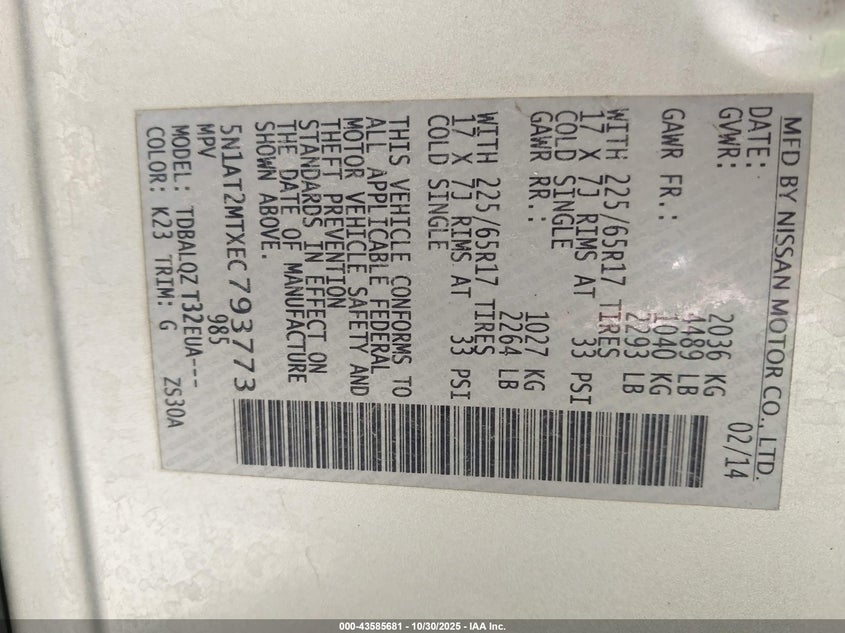 MFD BY NISSAN MOTOR CO., LTD.
DATE: 02/14
GVWR: 2036 KG
4489 LB
GAWR FR.: 1040 KG
2293 LB
WITH 225/65R17 TIRES
17 X 7J RIMS AT 33 PSI
COLD SINGLE
GAWR RR.: 1027 KG
2264 LB
WITH 225/65R17 TIRES
17 X 7J RIMS AT 33 PSI
COLD SINGLE
THIS VEHICLE CONFORMS TO
ALL APPLICABLE FEDERAL
MOTOR VEHICLE SAFETY AND
THEFT PREVENTION
STANDARDS IN EFFECT ON
THE DATE OF MANUFACTURE
SHOWN ABOVE.
5N1AT2MTXEC793773
MPV 985
MODEL: TDBALQZ T32EUA---
COLOR: K23 TRIM: G ZS30A
000-43585681 - 10/30/2025 - IAA Inc.